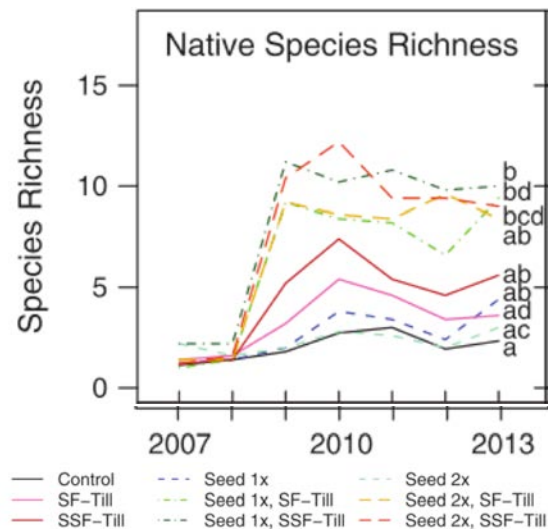 Native Species Richness
Species Richness
15
10
5
0
b
bd
bcd
ab
ab
ab
ad
ac
a
2007 2010 2013
Control Seed 1x Seed 2x
SF-Till Seed 1x, SF-Till Seed 2x, SF-Till
SSF-Till Seed 1x, SSF-Till Seed 2x, SSF-Till